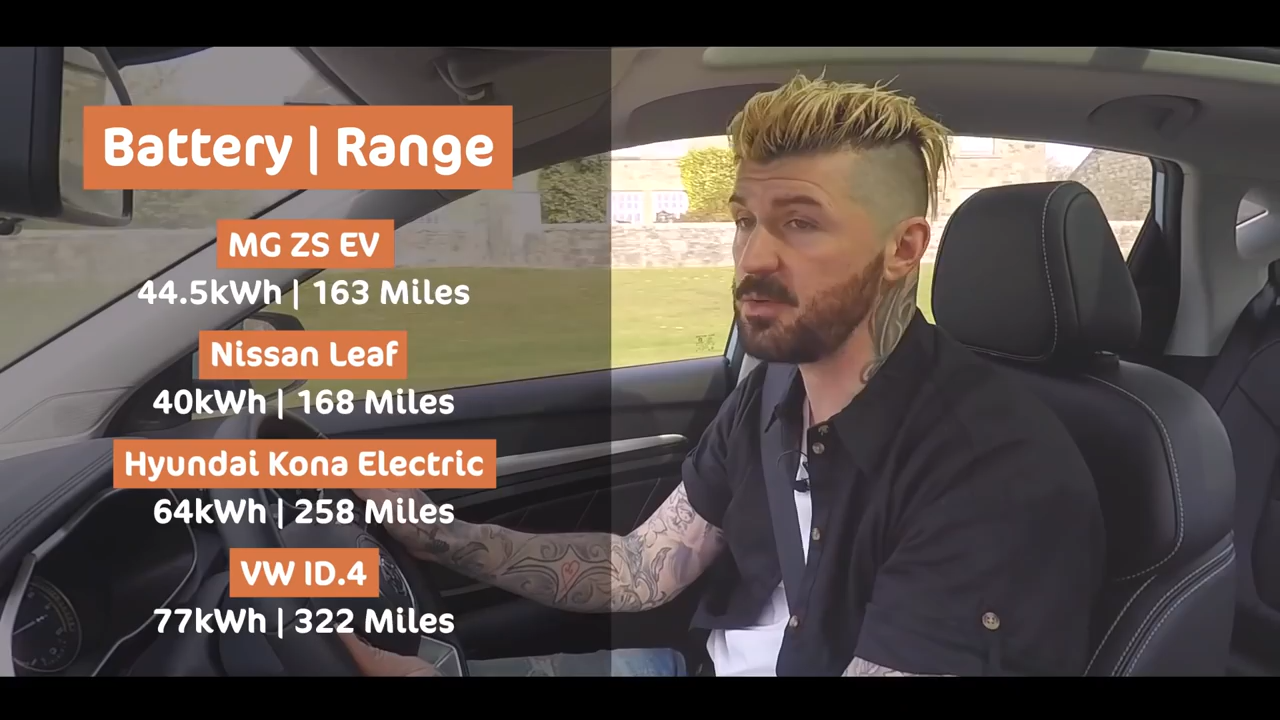 Battery | Range
MG ZS EV
44.5kWh | 163 Miles
Nissan Leaf
40kWh | 168 Miles
Hyundai Kona Electric
64kWh | 258 Miles
VW ID.4
77kWh | 322 Miles